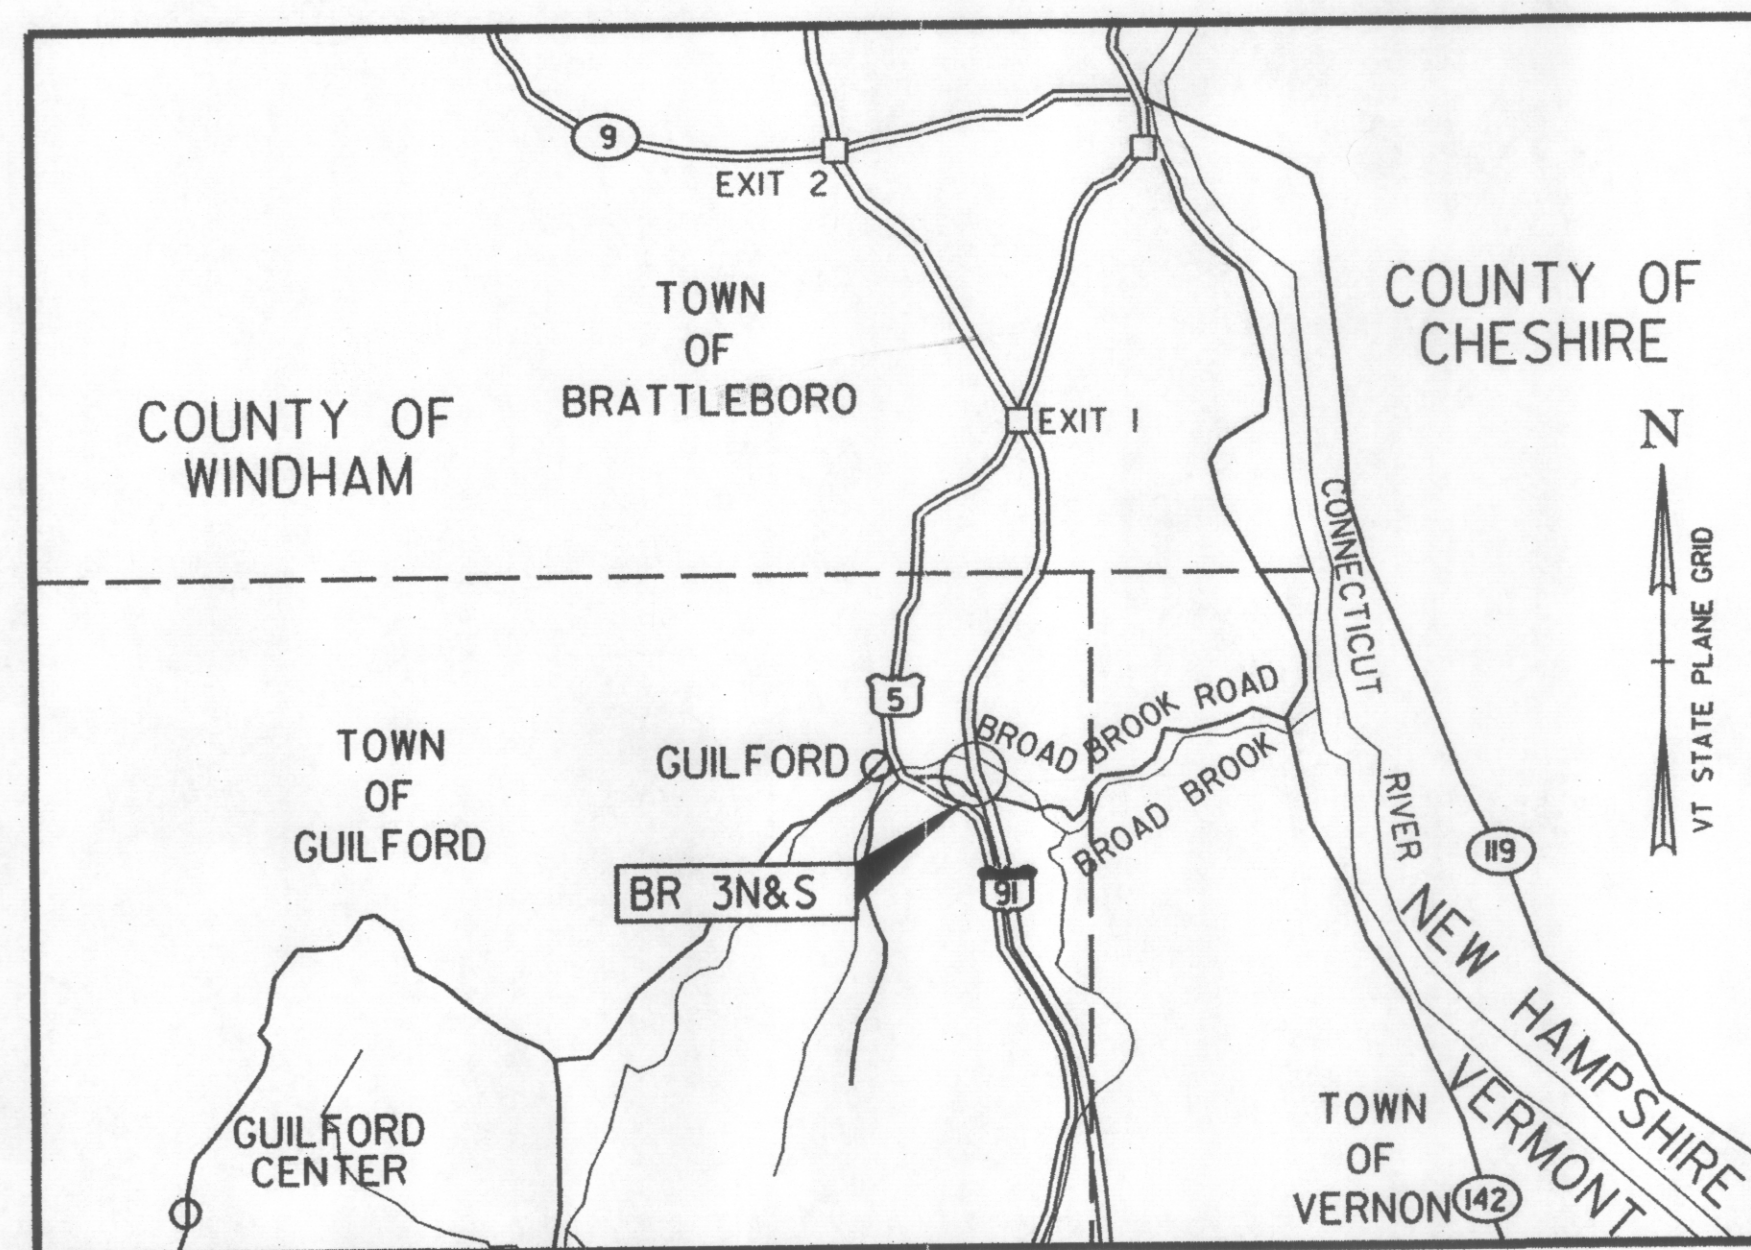 9
EXIT 2
TOWN
OF
BRATTLEBORO
COUNTY OF
CHESHIRE
COUNTY OF
WINDHAM
EXIT 1
N
VT STATE PLANE GRID
CONNECTICUT
RIVER
5
BROAD BROOK ROAD
BROAD BROOK
GUILFORD
TOWN
OF
GUILFORD
119
BR 3N&S
91
NEW HAMPSHIRE
VERMONT
GUILFORD
CENTER
TOWN
OF
VERNON
142